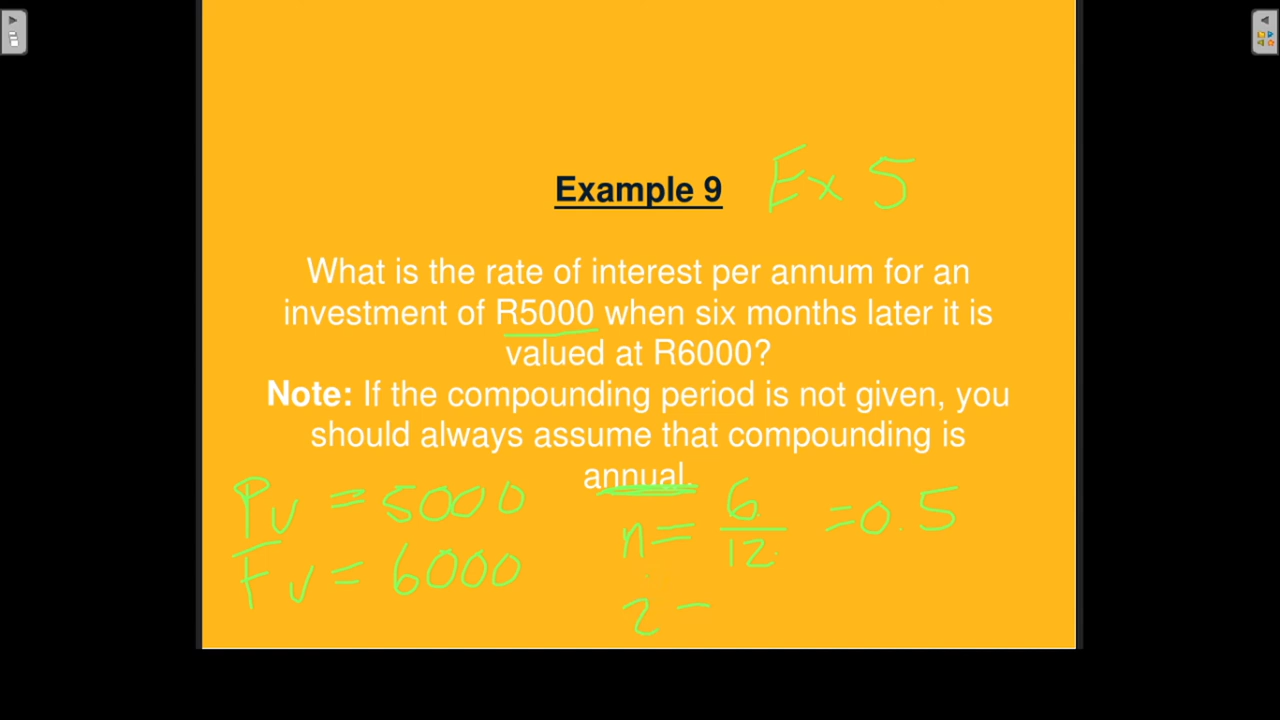 Example 9 Ex 5
What is the rate of interest per annum for an
investment of R5000 when six months later it is
valued at R6000?
Note: If the compounding period is not given, you
should always assume that compounding is
annual.
Pv = 5000
n = 6/12 = 0.5
Fv = 6000
i -